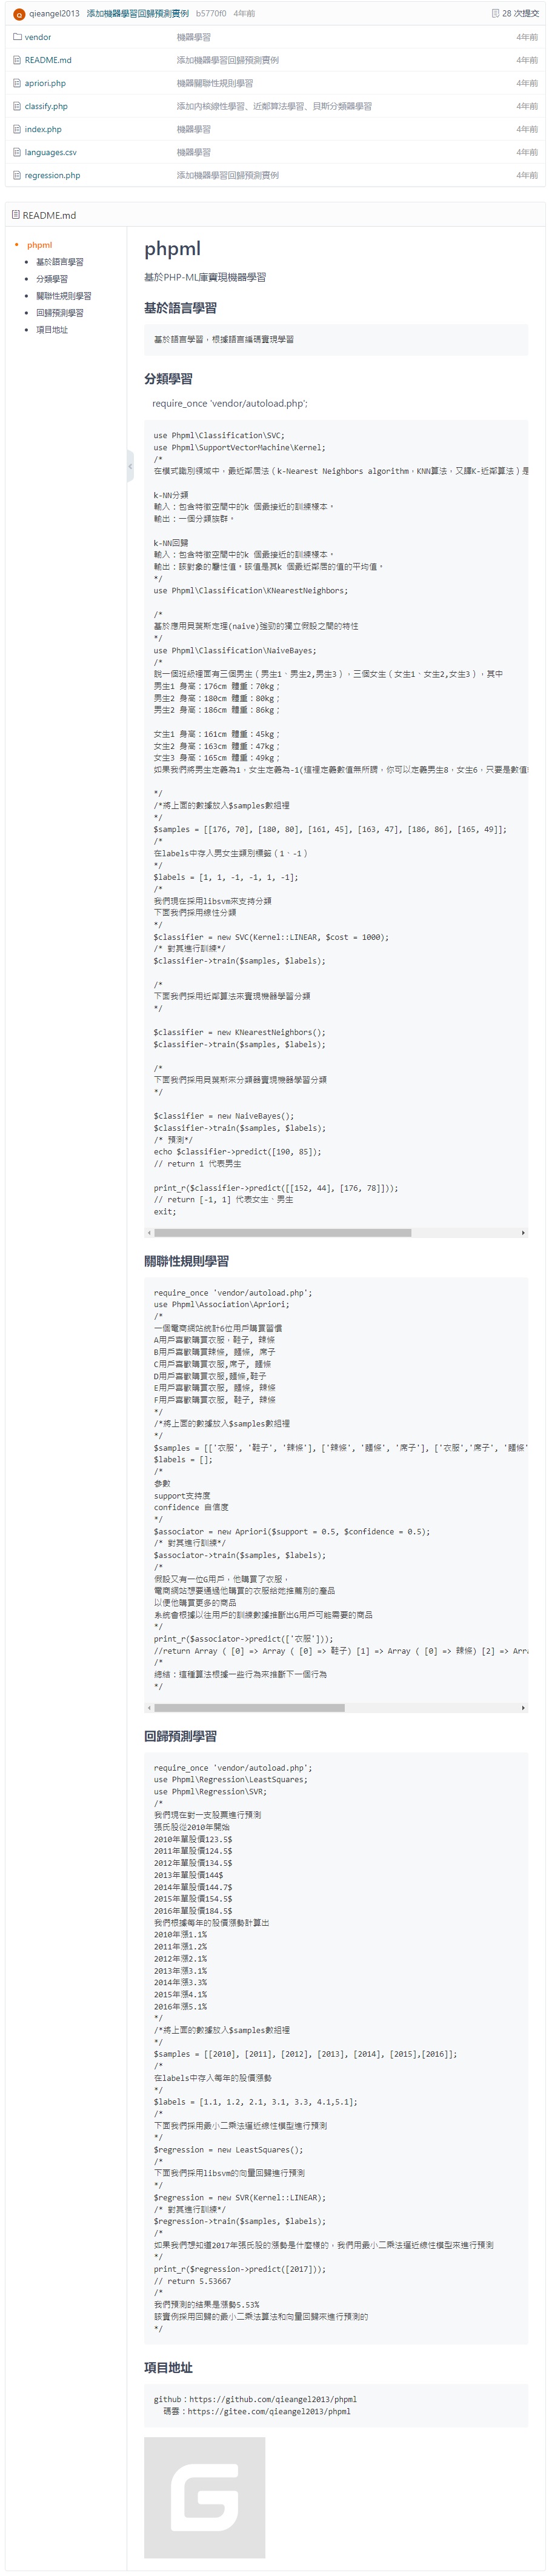 qieangel2013 添加機器學習回歸預測實例 b5770f0 4年前 28 次提交
vendor 機器學習 4年前
README.md 添加機器學習回歸預測實例 4年前
apriori.php 機器關聯性規則學習 4年前
classify.php 添加內核線性學習、近鄰算法學習、貝斯分類器學習 4年前
index.php 機器學習 4年前
languages.csv 機器學習 4年前
regression.php 添加機器學習回歸預測實例 4年前
README.md
phpml
基於語言學習
分類學習
關聯性規則學習
回歸預測學習
項目地址
phpml
基於PHP-ML庫實現機器學習
基於語言學習
基於語言學習，根據語言編碼實現學習
分類學習
require_once 'vendor/autoload.php';
use Phpml\Classification\SVC;
use Phpml\SupportVectorMachine\Kernel;
/*
在模式識別領域中，最近鄰居法（k-Nearest Neighbors algorithm，KNN算法，又譯K-近鄰算法）是
k-NN分類
輸入：包含特徵空間中的k 個最接近的訓練樣本。
輸出：一個分類族群。
k-NN回歸
輸入：包含特徵空間中的k 個最接近的訓練樣本。
輸出：該對象的屬性值。該值是其k 個最近鄰居的值的平均值。
*/
use Phpml\Classification\KNearestNeighbors;
/*
基於應用貝葉斯定理(naive)強勁的獨立假設之間的特性
*/
use Phpml\Classification\NaiveBayes;
/*
說一個班級裡面有三個男生（男生1、男生2,男生3），三個女生（女生1、女生2,女生3），其中
男生1 身高：176cm 體重：70kg；
男生2 身高：180cm 體重：80kg；
男生2 身高：186cm 體重：86kg；
女生1 身高：161cm 體重：45kg；
女生2 身高：163cm 體重：47kg；
女生3 身高：165cm 體重：49kg；
如果我們將男生定義為1，女生定義為-1(這裡定義數值無所謂，你可以定義男生8，女生6，只要是數值
*/
/*將上面的數據放入$samples數組裡
*/
$samples = [[176, 70], [180, 80], [161, 45], [163, 47], [186, 86], [165, 49]];
/*
在labels中存入男女生類別標籤（1、-1）
*/
$labels = [1, 1, -1, -1, 1, -1];
/*
我們現在採用libsvm來支持分類
下面我們採用線性分類
*/
$classifier = new SVC(Kernel::LINEAR, $cost = 1000);
/* 對其進行訓練*/
$classifier->train($samples, $labels);
/*
下面我們採用近鄰算法來實現機器學習分類
*/
$classifier = new KNearestNeighbors();
$classifier->train($samples, $labels);
/*
下面我們採用貝葉斯來分類器實現機器學習分類
*/
$classifier = new NaiveBayes();
$classifier->train($samples, $labels);
/* 預測*/
echo $classifier->predict([190, 85]);
// return 1 代表男生
print_r($classifier->predict([[152, 44], [176, 78]]));
// return [-1, 1] 代表女生、男生
exit;
關聯性規則學習
require_once 'vendor/autoload.php';
use Phpml\Association\Apriori;
/*
一個電商網站統計6位用戶購買習慣
A用戶喜歡購買衣服，鞋子, 辣條
B用戶喜歡購買辣條, 麵條, 席子
C用戶喜歡購買衣服,席子, 麵條
D用戶喜歡購買衣服,麵條,鞋子
E用戶喜歡購買衣服, 麵條, 辣條
F用戶喜歡購買衣服, 鞋子, 辣條
*/
/*將上面的數據放入$samples數組裡
*/
$samples = [['衣服', '鞋子', '辣條'], ['辣條', '麵條', '席子'], ['衣服','席子', '麵條'
$labels = [];
/*
參數
support支持度
confidence 自信度
*/
$associator = new Apriori($support = 0.5, $confidence = 0.5);
/* 對其進行訓練*/
$associator->train($samples, $labels);
/*
假設又有一位G用戶，他購買了衣服，
電商網站想要通過他購買的衣服給她推薦別的產品
以便他購買更多的商品
系統會根據以往用戶的訓練數據推斷出G用戶可能需要的商品
*/
print_r($associator->predict(['衣服']));
//return Array ( [0] => Array ( [0] => 鞋子) [1] => Array ( [0] => 辣條) [2] => Arra
/*
總結：這種算法根據一些行為來推斷下一個行為
*/
回歸預測學習
require_once 'vendor/autoload.php';
use Phpml\Regression\LeastSquares;
use Phpml\Regression\SVR;
/*
我們現在對一支股票進行預測
張氏股從2010年開始
2010年單股價123.5$
2011年單股價124.5$
2012年單股價134.5$
2013年單股價144$
2014年單股價144.7$
2015年單股價154.5$
2016年單股價184.5$
我們根據每年的股價漲勢計算出
2010年漲1.1%
2011年漲1.2%
2012年漲2.1%
2013年漲3.1%
2014年漲3.3%
2015年漲4.1%
2016年漲5.1%
*/
/*將上面的數據放入$samples數組裡
*/
$samples = [[2010], [2011], [2012], [2013], [2014], [2015],[2016]];
/*
在labels中存入每年的股價漲勢
*/
$labels = [1.1, 1.2, 2.1, 3.1, 3.3, 4.1,5.1];
/*
下面我們採用最小二乘法逼近線性模型進行預測
*/
$regression = new LeastSquares();
/*
下面我們採用libsvm的向量回歸進行預測
*/
$regression = new SVR(Kernel::LINEAR);
/* 對其進行訓練*/
$regression->train($samples, $labels);
/*
如果我們想知道2017年張氏股的漲勢是什麼樣的，我們用最小二乘法逼近線性模型來進行預測
*/
print_r($regression->predict([2017]));
// return 5.53667
/*
我們預測的結果是漲勢5.53%
該實例採用回歸的最小二乘法算法和向量回歸來進行預測的
*/
項目地址
github：https://github.com/qieangel2013/phpml
碼雲：https://gitee.com/qieangel2013/phpml